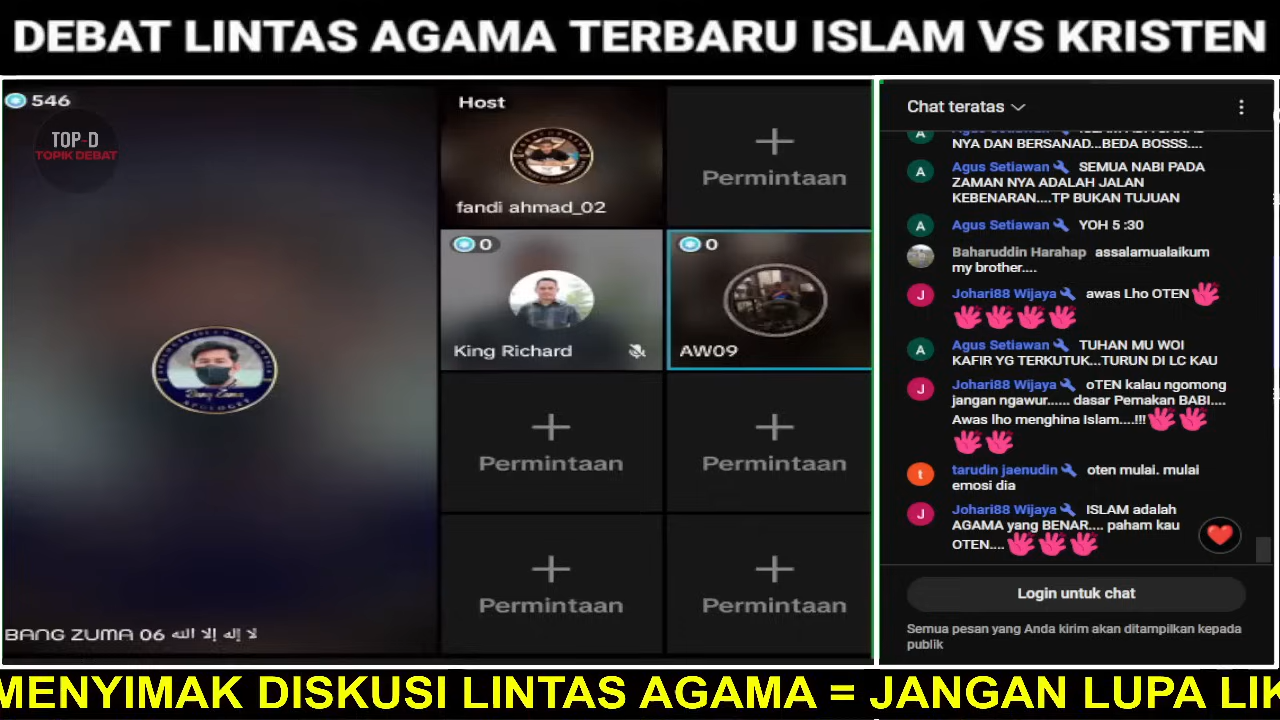 DEBAT LINTAS AGAMA TERBARU ISLAM VS KRISTEN
546
TOP-D
TOPIK DEBAT
BANG ZUMA 06 لا إله إلا الله
Host
fandi ahmad_02
+
Permintaan
0
King Richard
0
AW09
+
Permintaan
+
Permintaan
+
Permintaan
+
Permintaan
Chat teratas
A
NYA DAN BERSANAD...BEDA BOSSS....
A Agus Setiawan SEMUA NABI PADA
ZAMAN NYA ADALAH JALAN
KEBENARAN....TP BUKAN TUJUAN
A Agus Setiawan YOH 5 :30
Baharuddin Harahap assalamualaikum
my brother....
J Johari88 Wijaya awas Lho OTEN
A Agus Setiawan TUHAN MU WOI
KAFIR YG TERKUTUK...TURUN DI LC KAU
J Johari88 Wijaya oTEN kalau ngomong
jangan ngawur...... dasar Pemakan BABI....
Awas lho menghina Islam....!!!
t tarudin jaenudin oten mulai. mulai
emosi dia
J Johari88 Wijaya ISLAM adalah
AGAMA yang BENAR.... paham kau
OTEN....
Login untuk chat
Semua pesan yang Anda kirim akan ditampilkan kepada
publik
MENYIMAK DISKUSI LINTAS AGAMA = JANGAN LUPA LIK